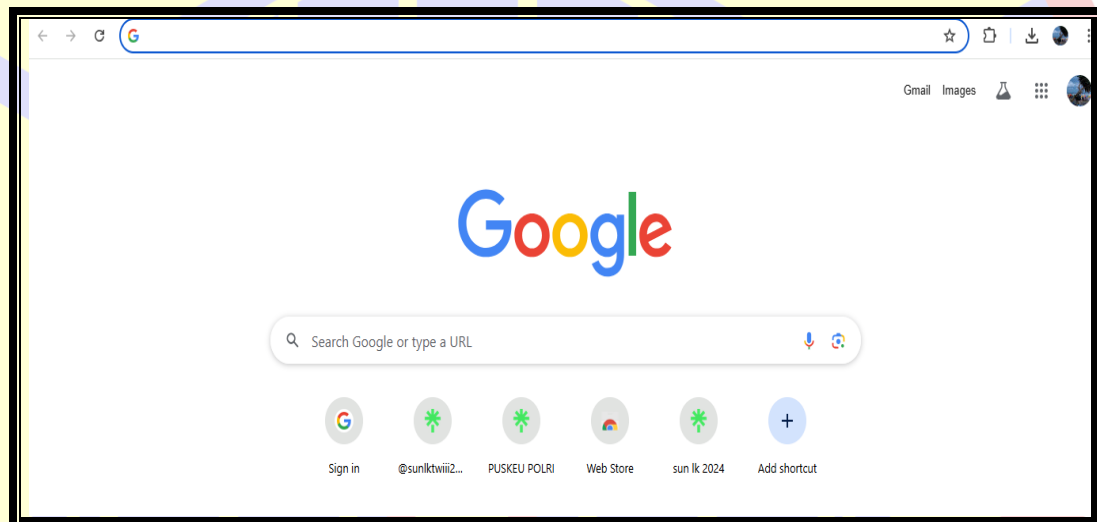 Gmail Images
Google
Search Google or type a URL
Sign in @sunlktwiii2... PUSKEU POLRI Web Store sun lk 2024 Add shortcut